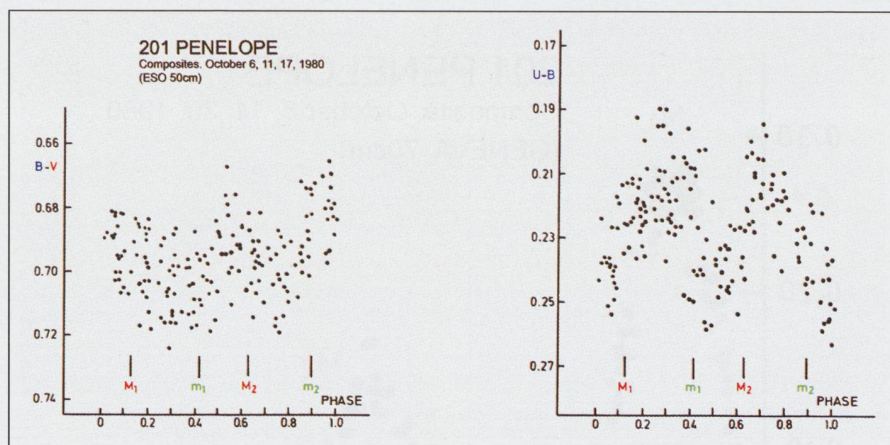 201 PENELOPE
Composites. October 6, 11, 17, 1980
(ESO 50cm)
B-V
0.66
0.68
0.70
0.72
0.74
M1 m1 M2 m2
PHASE
0 0.2 0.4 0.6 0.8 1.0
0.17
U-B
0.19
0.21
0.23
0.25
0.27
M1 m1 M2 m2
PHASE
0 0.2 0.4 0.6 0.8 1.0